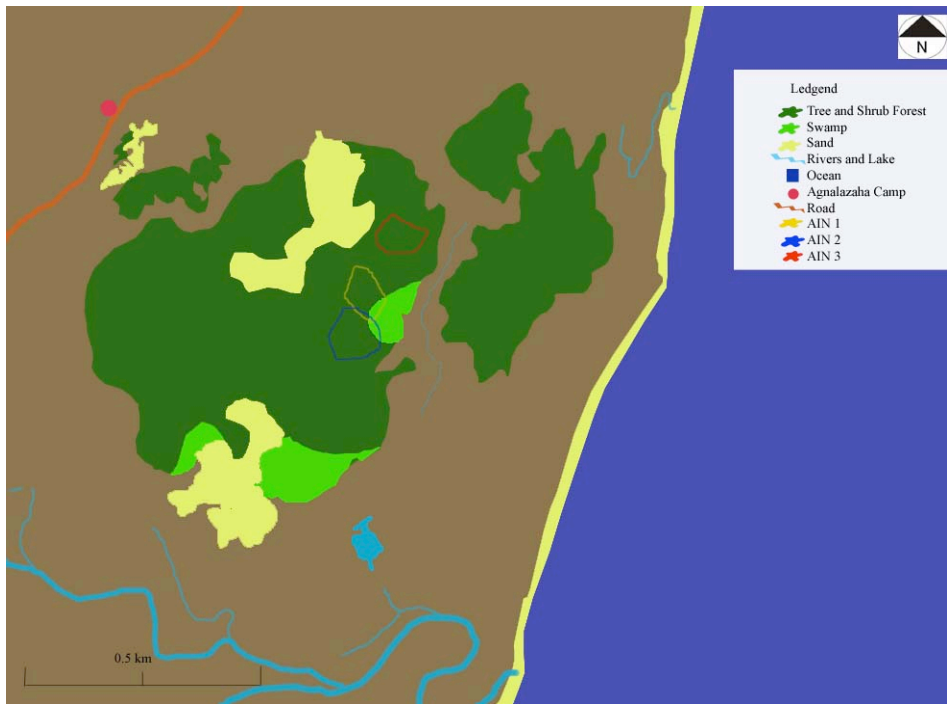 N
Ledgend
Tree and Shrub Forest
Swamp
Sand
Rivers and Lake
Ocean
Agnalazaha Camp
Road
AIN 1
AIN 2
AIN 3
0.5 km